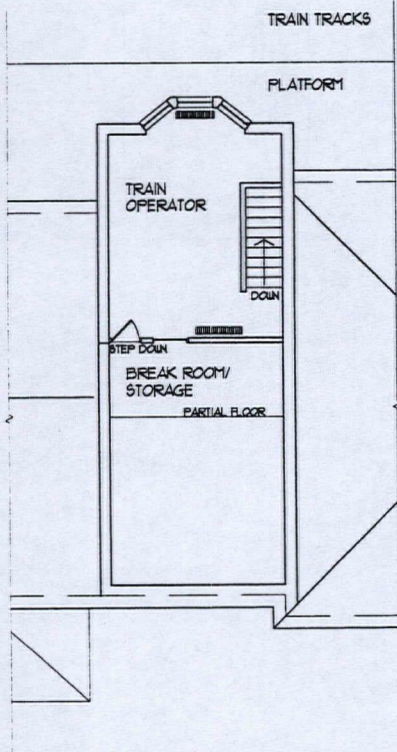 TRAIN TRACKS
PLATFORM
TRAIN
OPERATOR
DOWN
STEP DOWN
BREAK ROOM/
STORAGE
PARTIAL FLOOR